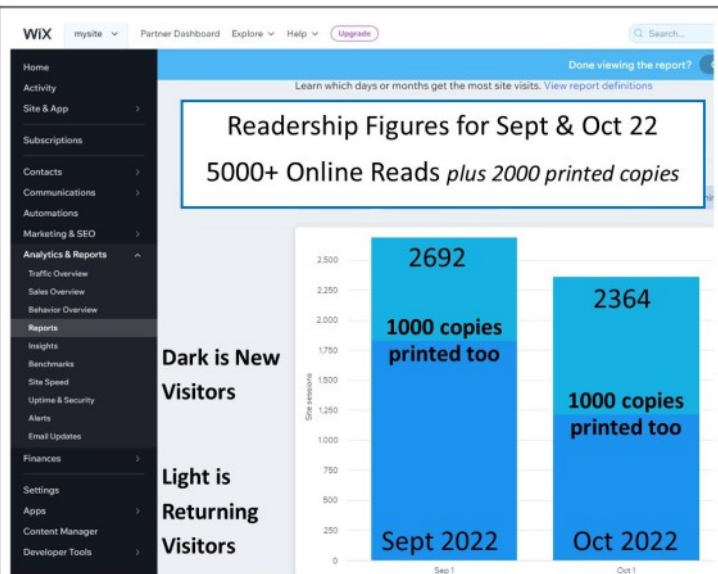 WiX mysite Partner Dashboard Explore Help Upgrade Search...
Done viewing the report?
Home
Activity
Site & App
Subscriptions
Contacts
Communications
Automations
Marketing & SEO
Analytics & Reports
Traffic Overview
Sales Overview
Behavior Overview
Reports
Insights
Benchmarks
Site Speed
Uptime & Security
Alerts
Email Updates
Finances
Settings
Apps
Content Manager
Developer Tools
Learn which days or months get the most site visits. View report definitions
Readership Figures for Sept & Oct 22
5000+ Online Reads plus 2000 printed copies
Dark is New
Visitors
Light is
Returning
Visitors
Site sessions
2,500
2,250
2,000
1,750
1,500
1,250
1,000
750
500
250
0
2692
1000 copies
printed too
Sept 2022
Sep 1
2364
1000 copies
printed too
Oct 2022
Oct 1